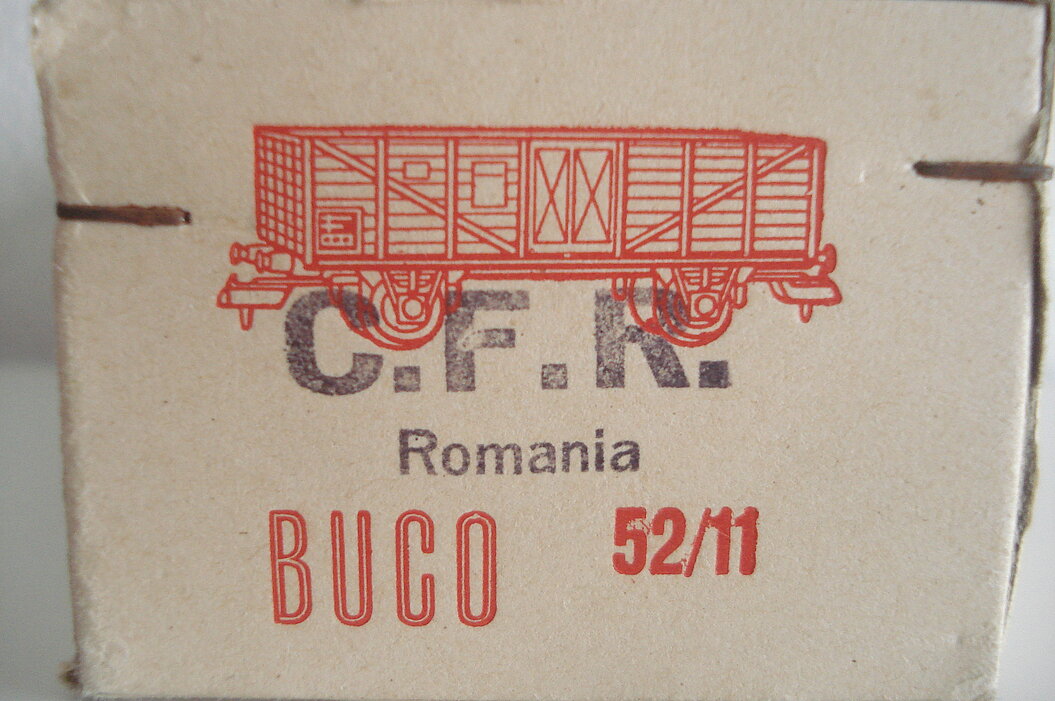 C.F.R.
Romania
BUCO 52/11